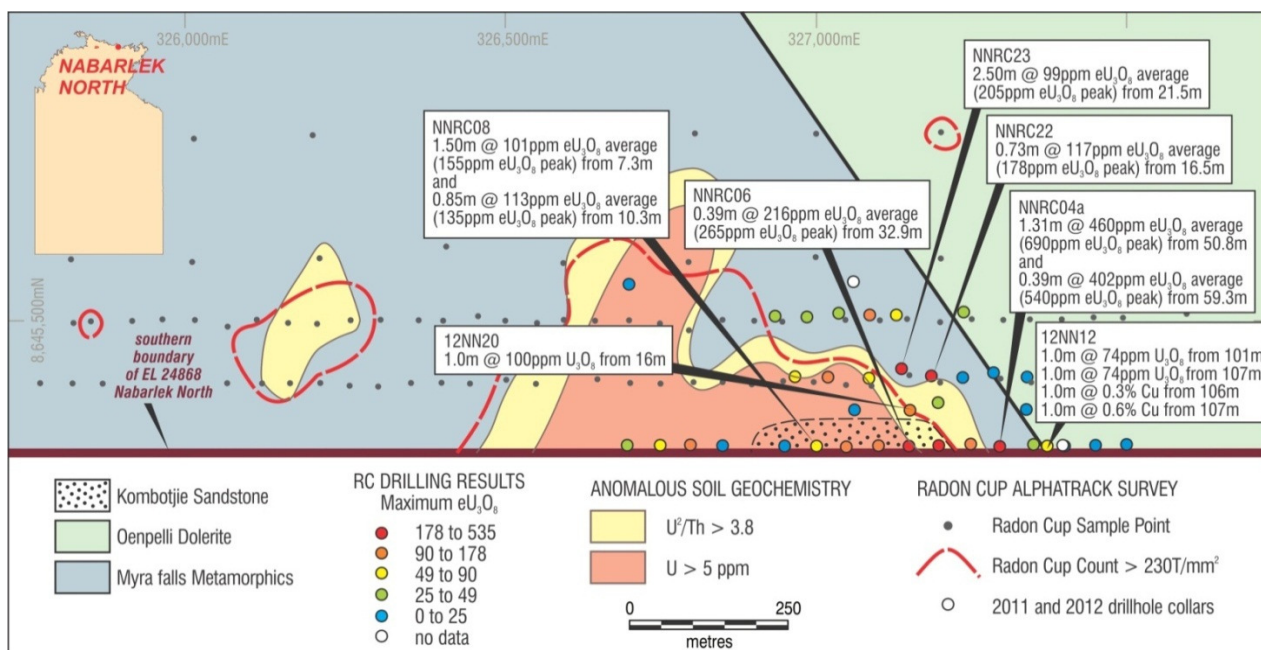 326,000mE
326,500mE
327,000mE
NABARLEK
NORTH
NNRC23
2.50m @ 99ppm eU₃O₈ average
(205ppm eU₃O₈ peak) from 21.5m
NNRC08
1.50m @ 101ppm eU₃O₈ average
(155ppm eU₃O₈ peak) from 7.3m
and
0.85m @ 113ppm eU₃O₈ average
(135ppm eU₃O₈ peak) from 10.3m
NNRC22
0.73m @ 117ppm eU₃O₈ average
(178ppm eU₃O₈ peak) from 16.5m
NNRC06
0.39m @ 216ppm eU₃O₈ average
(265ppm eU₃O₈ peak) from 32.9m
NNRC04a
1.31m @ 460ppm eU₃O₈ average
(690ppm eU₃O₈ peak) from 50.8m
and
0.39m @ 402ppm eU₃O₈ average
(540ppm eU₃O₈ peak) from 59.3m
8,645,500mN
southern
boundary
of EL 24868
Nabarlek North
12NN20
1.0m @ 100ppm U₃O₈ from 16m
12NN12
1.0m @ 74ppm U₃O₈ from 101m
1.0m @ 74ppm U₃O₈ from 107m
1.0m @ 0.3% Cu from 106m
1.0m @ 0.6% Cu from 107m
Kombotjie Sandstone
Oenpelli Dolerite
Myra falls Metamorphics
RC DRILLING RESULTS
Maximum eU₃O₈
178 to 535
90 to 178
49 to 90
25 to 49
0 to 25
no data
ANOMALOUS SOIL GEOCHEMISTRY
U²/Th > 3.8
U > 5 ppm
0 250
metres
RADON CUP ALPHATRACK SURVEY
Radon Cup Sample Point
Radon Cup Count > 230T/mm²
2011 and 2012 drillhole collars